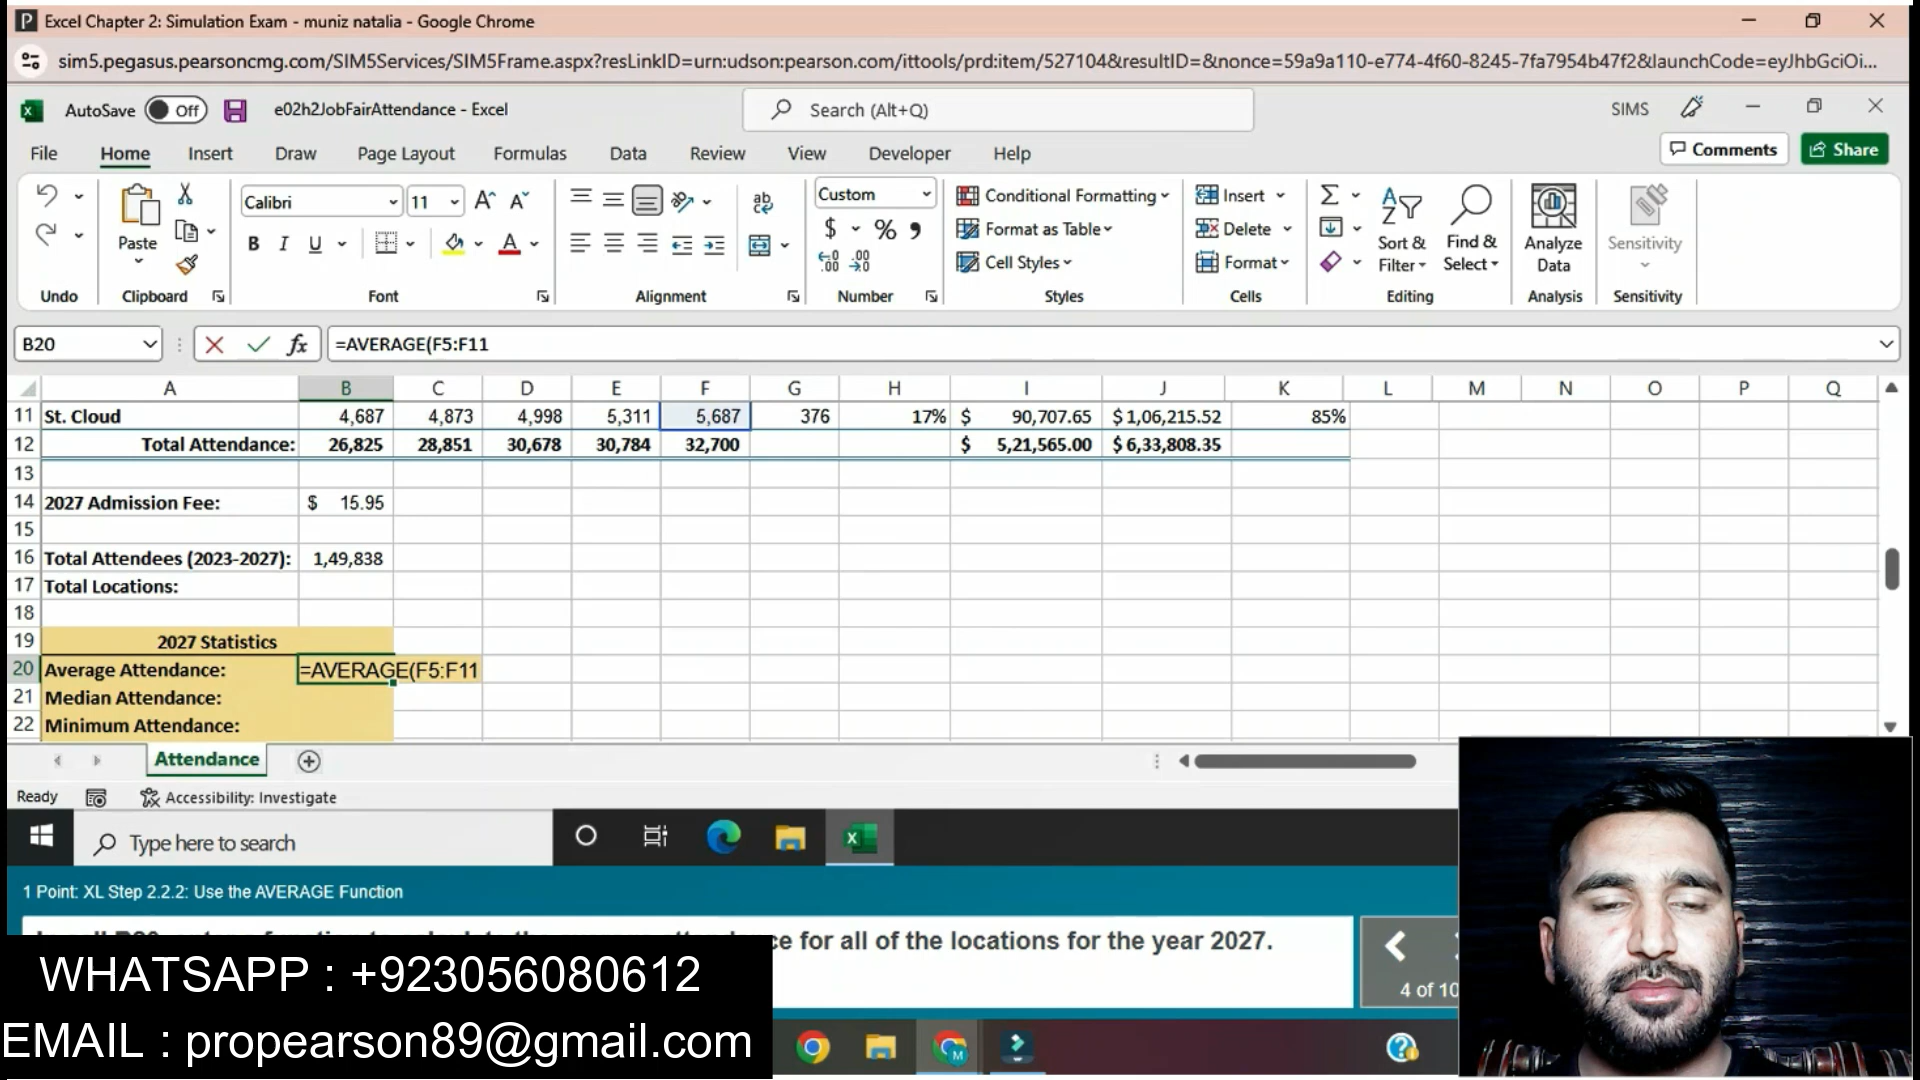 Excel Chapter 2: Simulation Exam - muniz natalia - Google Chrome
sim5.pegasus.pearsoncmg.com/SIM5Services/SIM5Frame.aspx?resLinkID=urn:udson:pearson.com/ittools/prd:item/527104&resultID=&nonce=59a9a110-e774-4f60-8245-7fa7954b47f2&launchCode=eyJhbGciOi...
AutoSave Off e02h2JobFairAttendance - Excel Search (Alt+Q) SIMS
File Home Insert Draw Page Layout Formulas Data Review View Developer Help Comments Share
Calibri 11 Custom Conditional Formatting Insert
Paste B I U A $ % Format as Table Delete Sort & Filter Find & Select Analyze Data Sensitivity
Cell Styles Format
Undo Clipboard Font Alignment Number Styles Cells Editing Analysis Sensitivity
B20 fx =AVERAGE(F5:F11
A B C D E F G H I J K L M N O P Q
11 St. Cloud 4,687 4,873 4,998 5,311 5,687 376 17% $ 90,707.65 $ 1,06,215.52 85%
12 Total Attendance: 26,825 28,851 30,678 30,784 32,700 $ 5,21,565.00 $ 6,33,808.35
13
14 2027 Admission Fee: $ 15.95
15
16 Total Attendees (2023-2027): 1,49,838
17 Total Locations:
18
19 2027 Statistics
20 Average Attendance: =AVERAGE(F5:F11
21 Median Attendance:
22 Minimum Attendance:
Attendance
Ready Accessibility: Investigate
Type here to search
1 Point: XL Step 2.2.2: Use the AVERAGE Function
for all of the locations for the year 2027.
4 of 10
WHATSAPP : +923056080612
EMAIL : propearson89@gmail.com